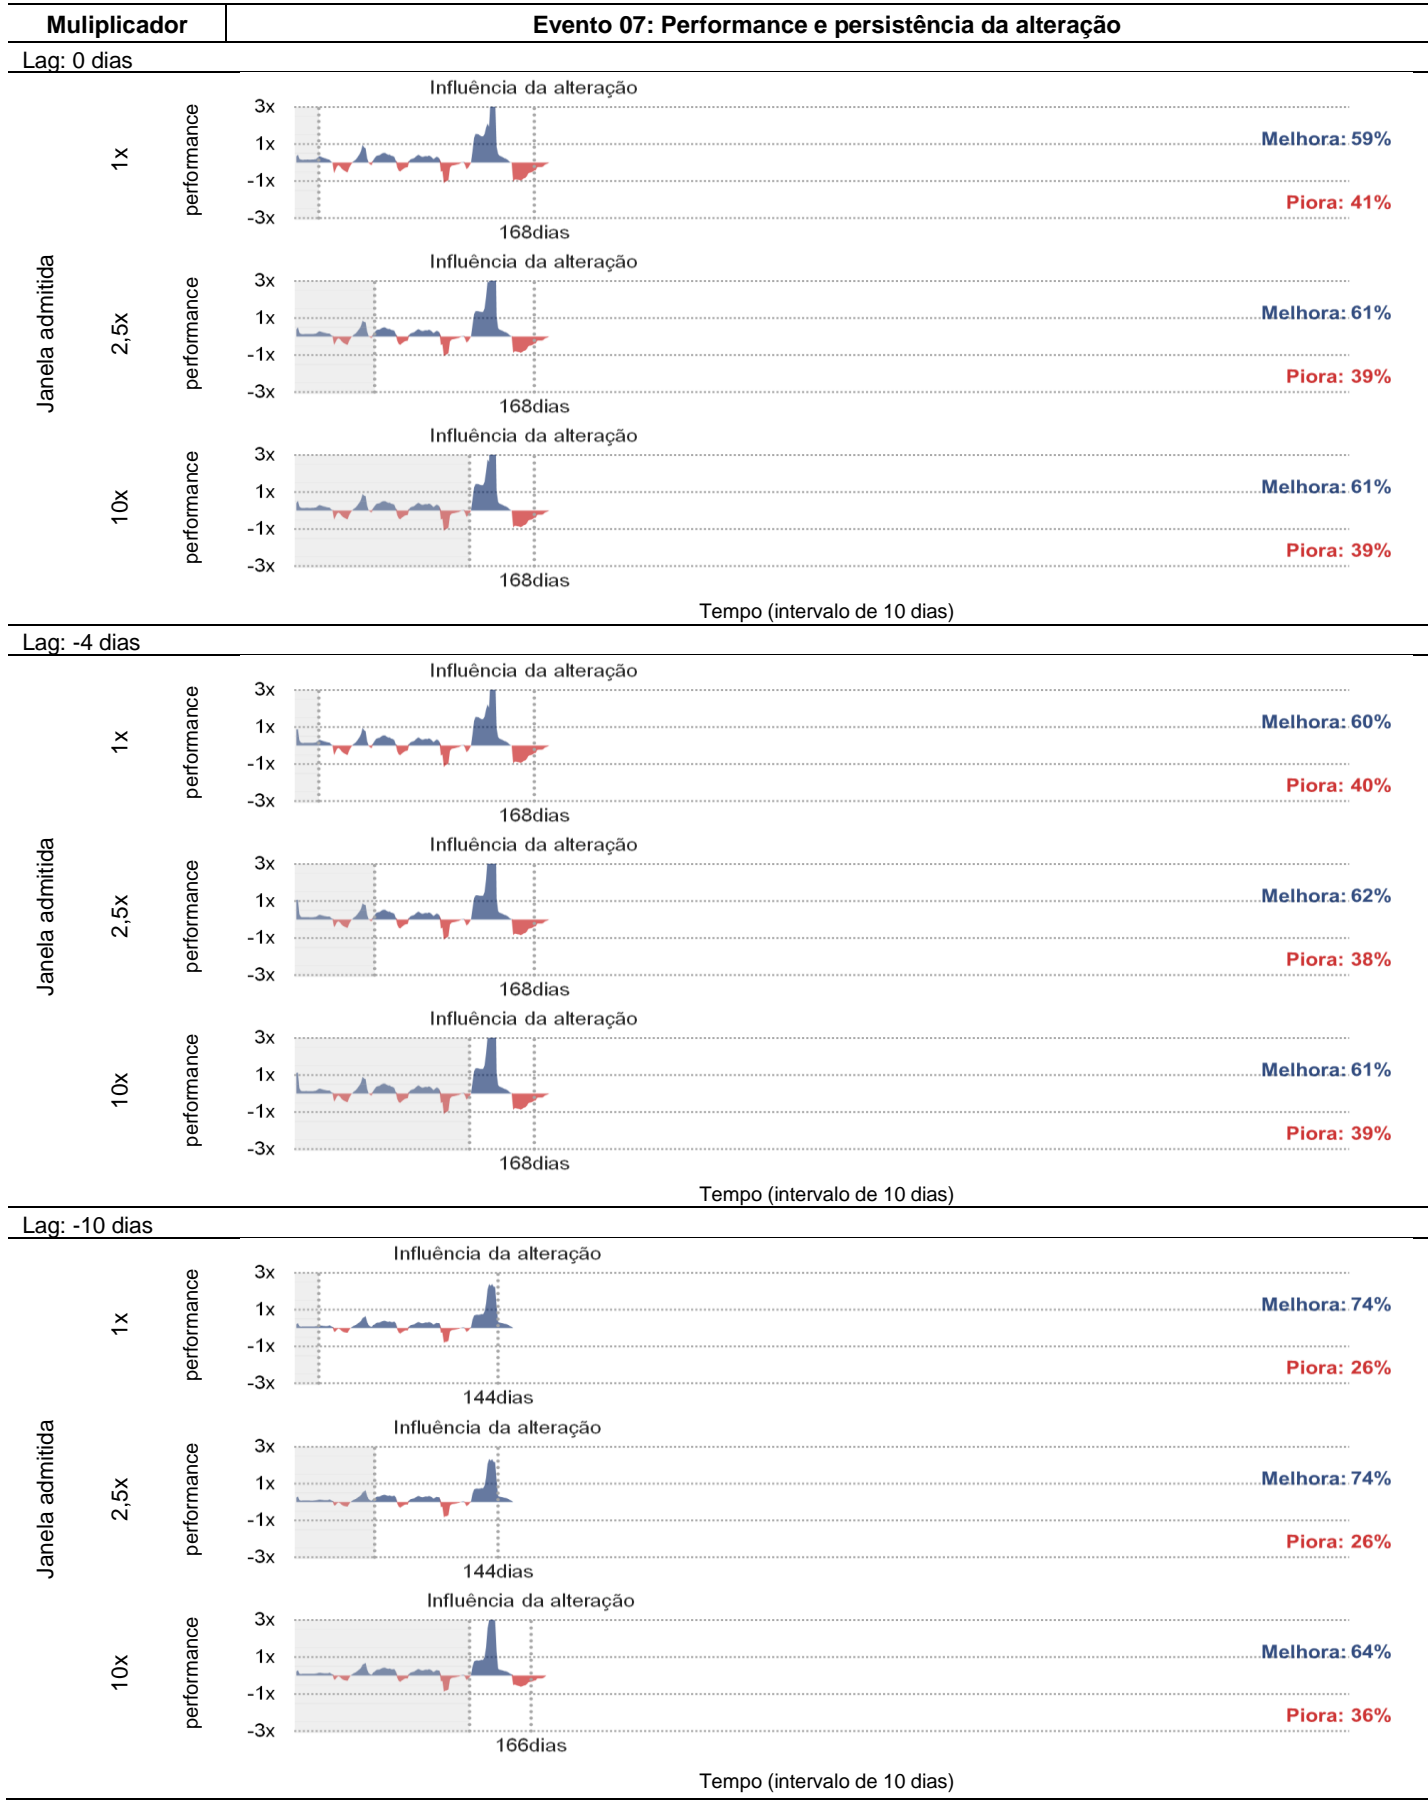 Muliplicador
Evento 07: Performance e persistência da alteração
Lag: 0 dias
Janela admitida
1x
performance
Influência da alteração
3x
1x
-1x
-3x
Melhora: 59%
Piora: 41%
168dias
2,5x
performance
Influência da alteração
3x
1x
-1x
-3x
Melhora: 61%
Piora: 39%
168dias
10x
performance
Influência da alteração
3x
1x
-1x
-3x
Melhora: 61%
Piora: 39%
168dias
Tempo (intervalo de 10 dias)
Lag: -4 dias
Janela admitida
1x
performance
Influência da alteração
3x
1x
-1x
-3x
Melhora: 60%
Piora: 40%
168dias
2,5x
performance
Influência da alteração
3x
1x
-1x
-3x
Melhora: 62%
Piora: 38%
168dias
10x
performance
Influência da alteração
3x
1x
-1x
-3x
Melhora: 61%
Piora: 39%
168dias
Tempo (intervalo de 10 dias)
Lag: -10 dias
Janela admitida
1x
performance
Influência da alteração
3x
1x
-1x
-3x
Melhora: 74%
Piora: 26%
144dias
2,5x
performance
Influência da alteração
3x
1x
-1x
-3x
Melhora: 74%
Piora: 26%
144dias
10x
performance
Influência da alteração
3x
1x
-1x
-3x
Melhora: 64%
Piora: 36%
166dias
Tempo (intervalo de 10 dias)